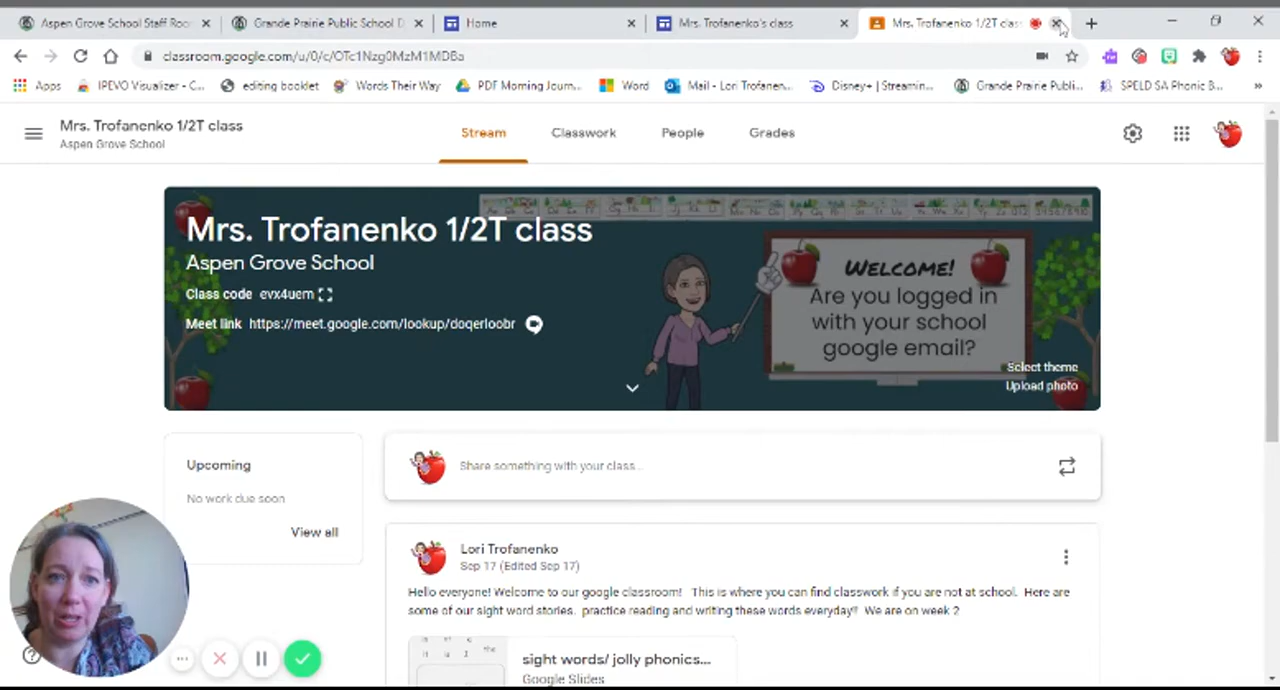 Aspen Grove School Staff Roo
Grande Prairie Public School D
Home
Mrs. Trofanenko's class
Mrs. Trofanenko 1/2T clas
classroom.google.com/u/0/c/OTc1Nzg0MzM1MDBa
Apps
IPEVO Visualizer - C...
editing booklet
Words Their Way
PDF Morning Journ...
Word
Mail - Lori Trofanen...
Disney+ | Streamin...
Grande Prairie Publi...
SPELD SA Phonic B...
»
Mrs. Trofanenko 1/2T class
Aspen Grove School
Stream
Classwork
People
Grades
Mrs. Trofanenko 1/2T class
Aspen Grove School
Class code evx4uem
Meet link https://meet.google.com/lookup/doqerloobr
WELCOME!
Are you logged in
with your school
google email?
Select theme
Upload photo
Upcoming
No work due soon
View all
Share something with your class...
Lori Trofanenko
Sep 17 (Edited Sep 17)
Hello everyone! Welcome to our google classroom! This is where you can find classwork if you are not at school. Here are
some of our sight word stories. practice reading and writing these words everyday!! We are on week 2
sight words/ jolly phonics...
Google Slides